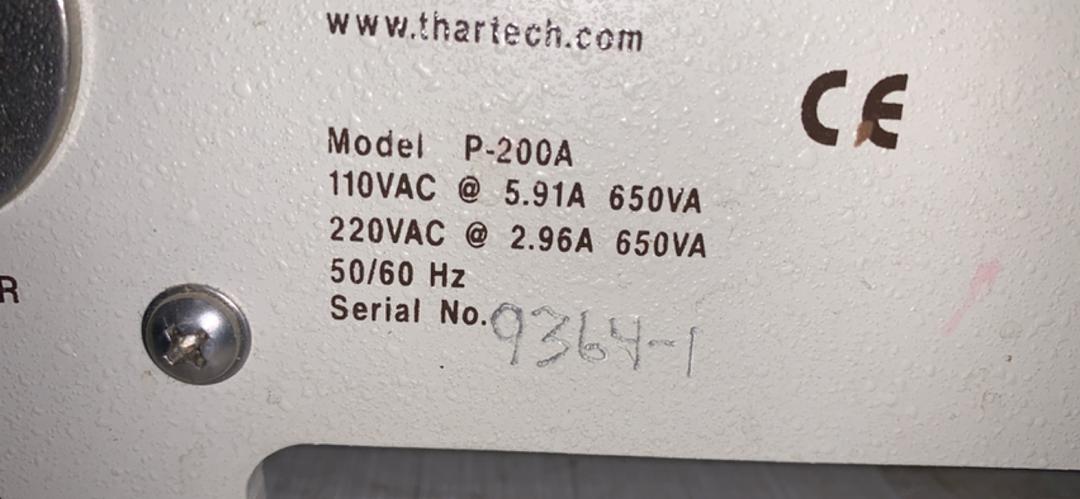 www.thartech.com
CE
Model P-200A
110VAC @ 5.91A 650VA
220VAC @ 2.96A 650VA
50/60 Hz
R
Serial No. 9364-1